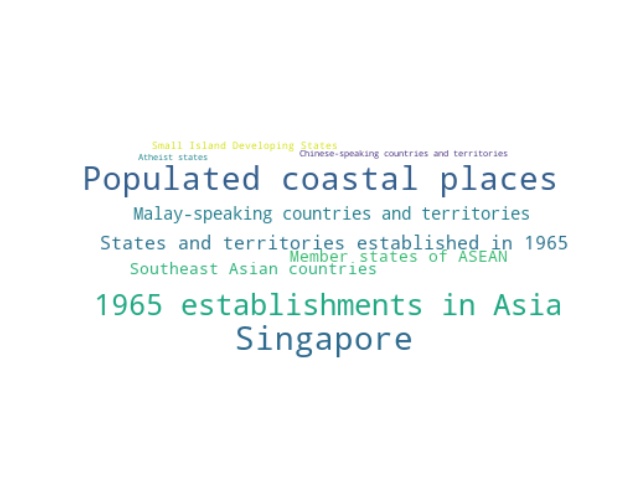 Small Island Developing States
Chinese-speaking countries and territories
Atheist states
Populated coastal places
Malay-speaking countries and territories
States and territories established in 1965
Member states of ASEAN
Southeast Asian countries
1965 establishments in Asia
Singapore